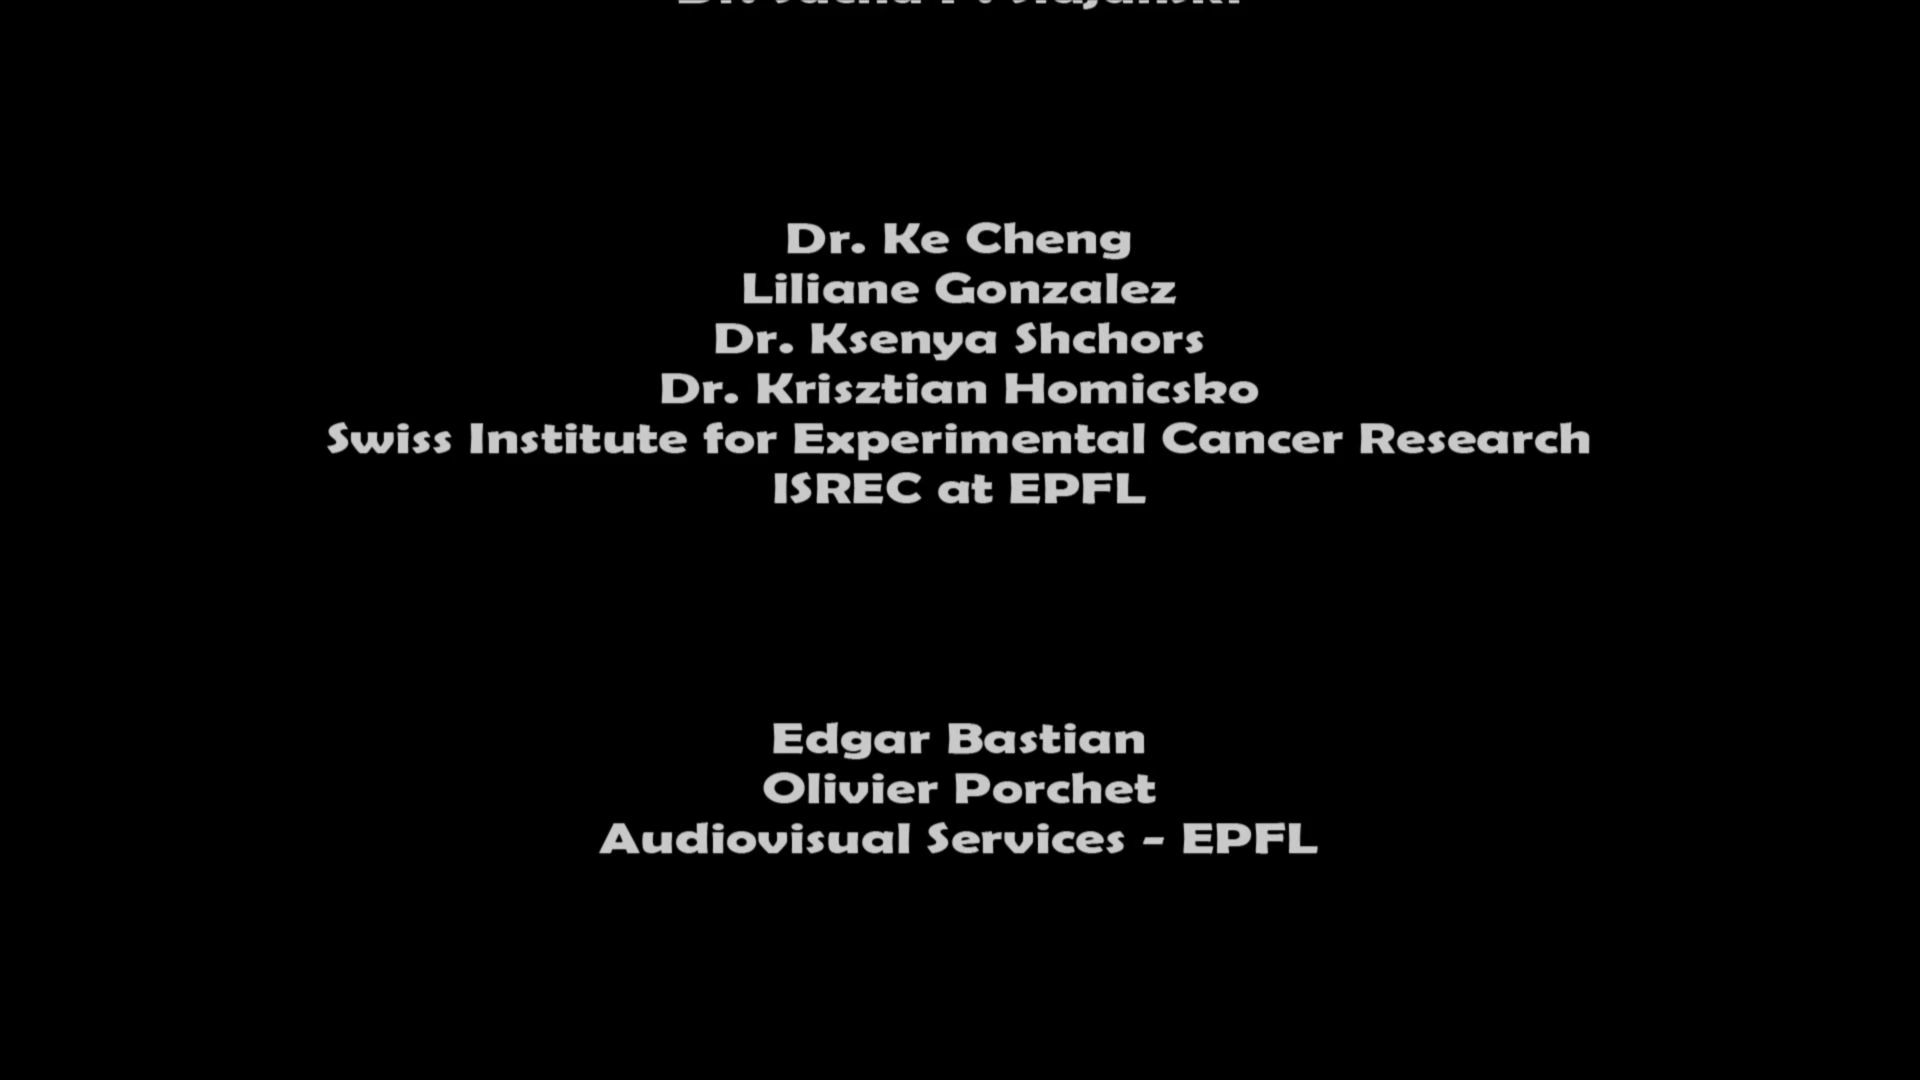 Dr. Ke Cheng
Liliane Gonzalez
Dr. Ksenya Shchors
Dr. Krisztian Homicsko
Swiss Institute for Experimental Cancer Research
ISREC at EPFL
Edgar Bastian
Olivier Porchet
Audiovisual Services - EPFL